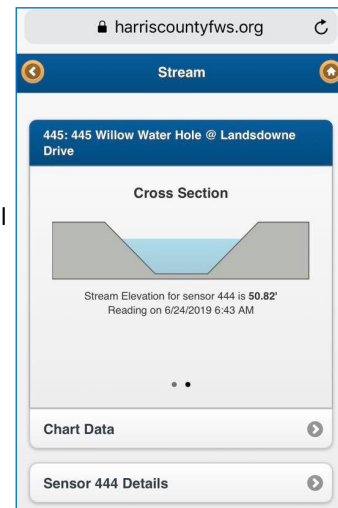 harriscountyfws.org
Stream
445: 445 Willow Water Hole @ Landsdowne
Drive
Cross Section
l
Stream Elevation for sensor 444 is 50.82'
Reading on 6/24/2019 6:43 AM
Chart Data
Sensor 444 Details